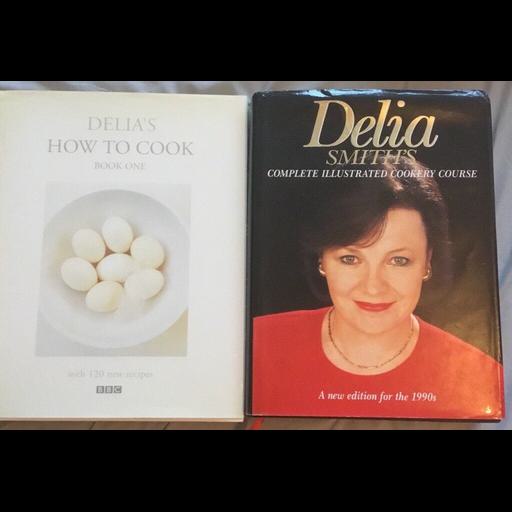 DELIA'S
HOW TO COOK
BOOK ONE
with 120 new recipes
BBC
Delia
SMITH'S
COMPLETE ILLUSTRATED COOKERY COURSE
A new edition for the 1990s